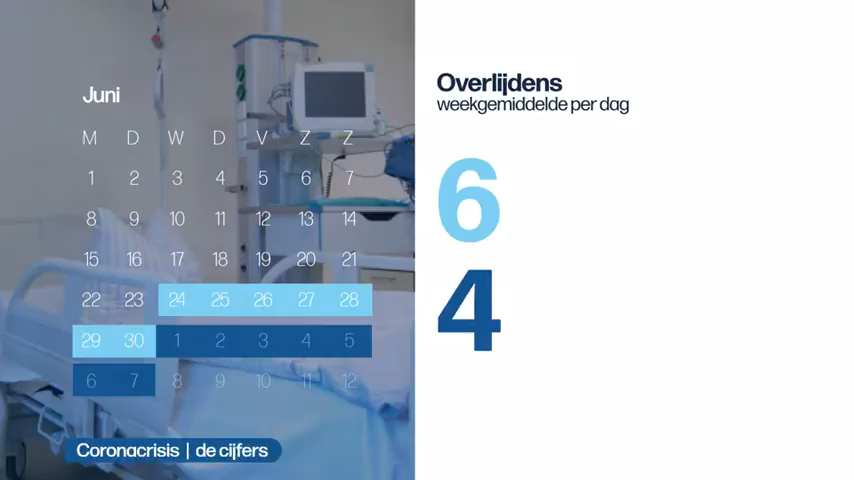 Juni
M D W D V Z Z
1 2 3 4 5 6 7
8 9 10 11 12 13 14
15 16 17 18 19 20 21
22 23 24 25 26 27 28
29 30 1 2 3 4 5
6 7 8 9 10 11 12
Coronacrisis | de cijfers
Overlijdens
weekgemiddelde per dag
6
4